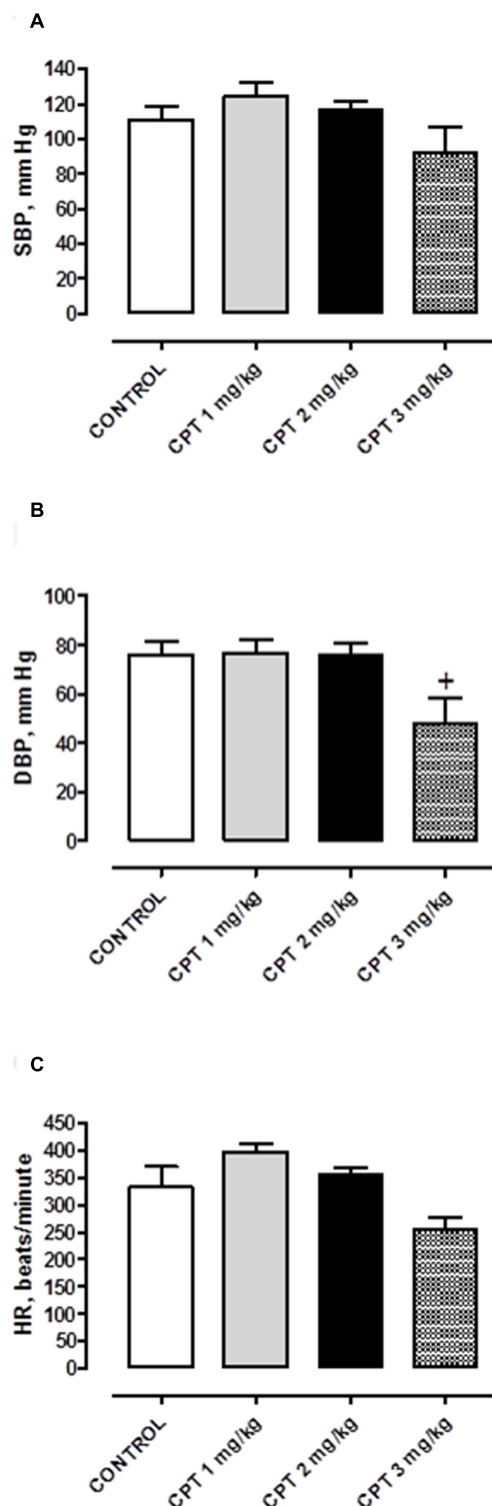 A
SBP, mm Hg
140
120
100
80
60
40
20
0
CONTROL
CPT 1 mg/kg
CPT 2 mg/kg
CPT 3 mg/kg
B
DBP, mm Hg
100
80
60
40
20
0
+
CONTROL
CPT 1 mg/kg
CPT 2 mg/kg
CPT 3 mg/kg
C
HR, beats/minute
450
400
350
300
250
200
150
100
50
0
CONTROL
CPT 1 mg/kg
CPT 2 mg/kg
CPT 3 mg/kg